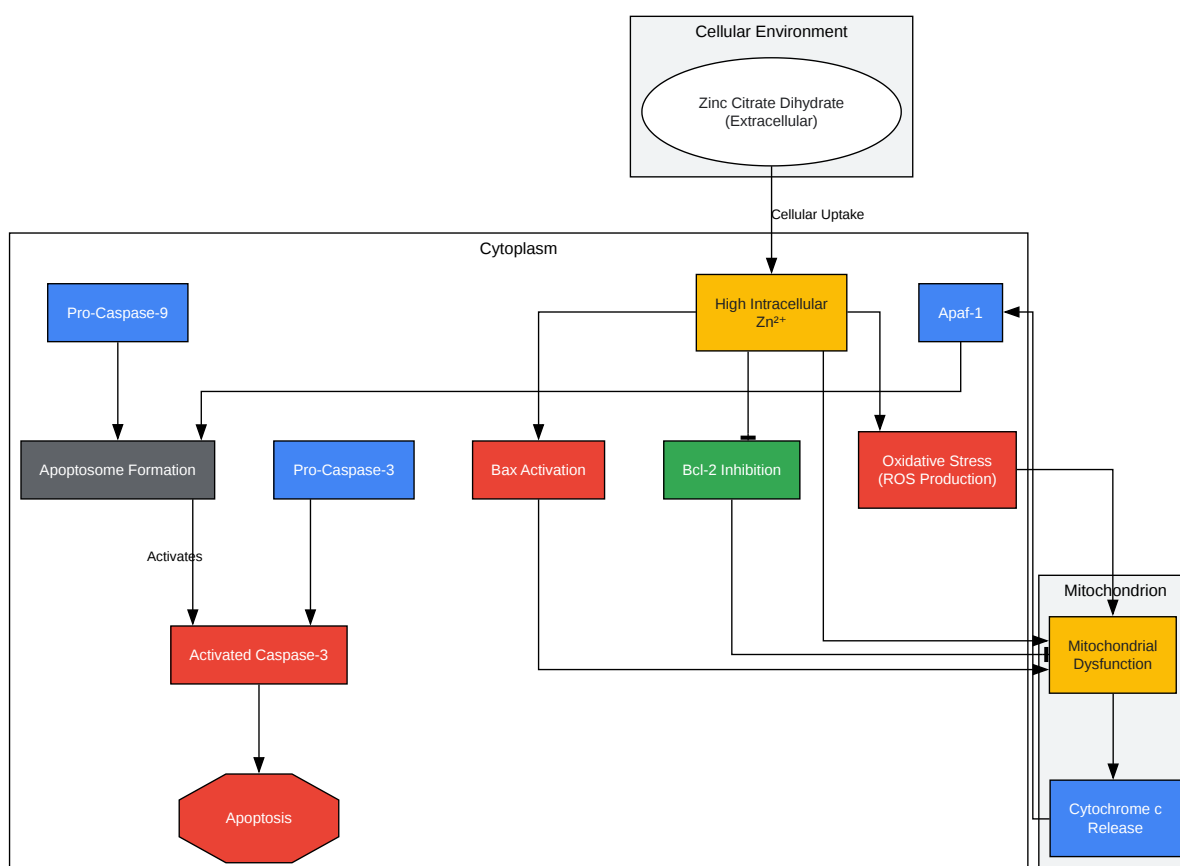 Cellular Environment
Zinc Citrate Dihydrate
(Extracellular)
Cellular Uptake
Cytoplasm
Pro-Caspase-9
High Intracellular
Zn²⁺
Apaf-1
Apoptosome Formation
Pro-Caspase-3
Bax Activation
Bcl-2 Inhibition
Oxidative Stress
(ROS Production)
Activates
Mitochondrion
Activated Caspase-3
Mitochondrial
Dysfunction
Apoptosis
Cytochrome c
Release